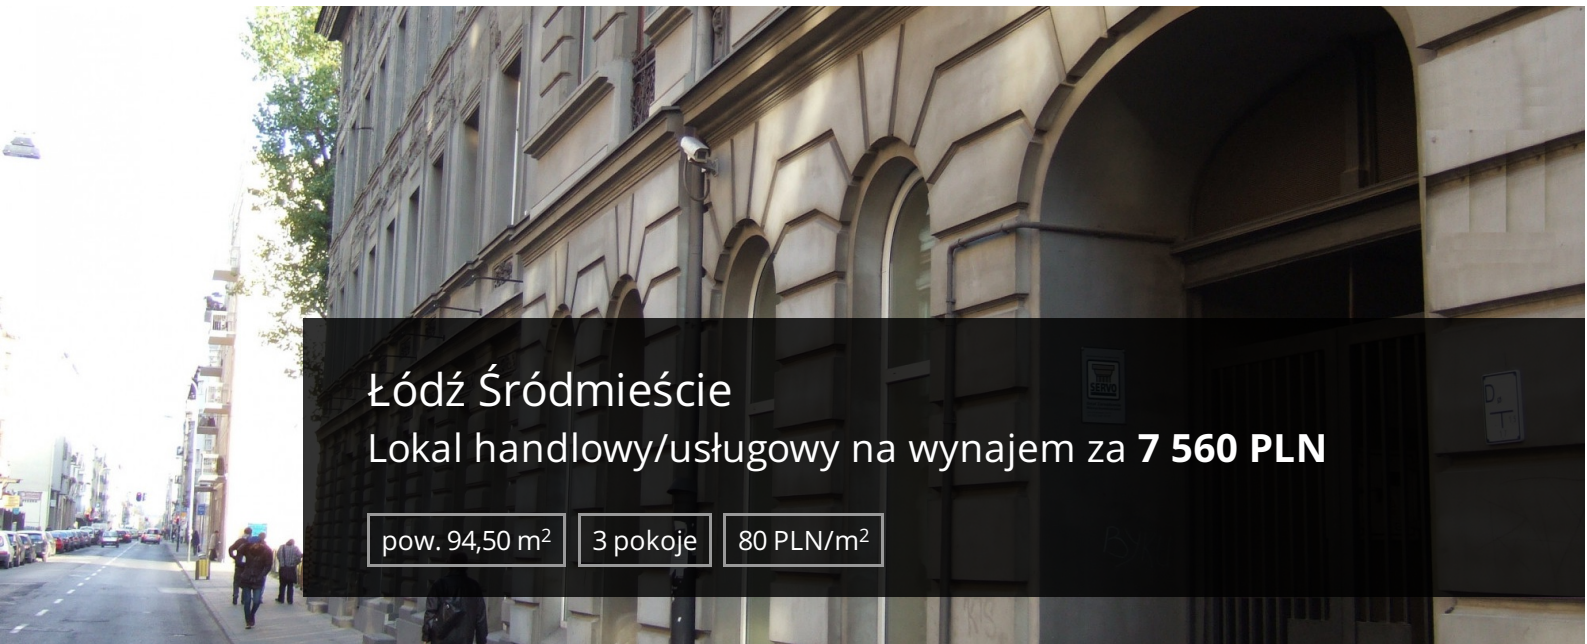 Łódź Śródmieście
Lokal handlowy/usługowy na wynajem za 7 560 PLN
pow. 94,50 m²
3 pokoje
80 PLN/m²
SERVO
D.
T